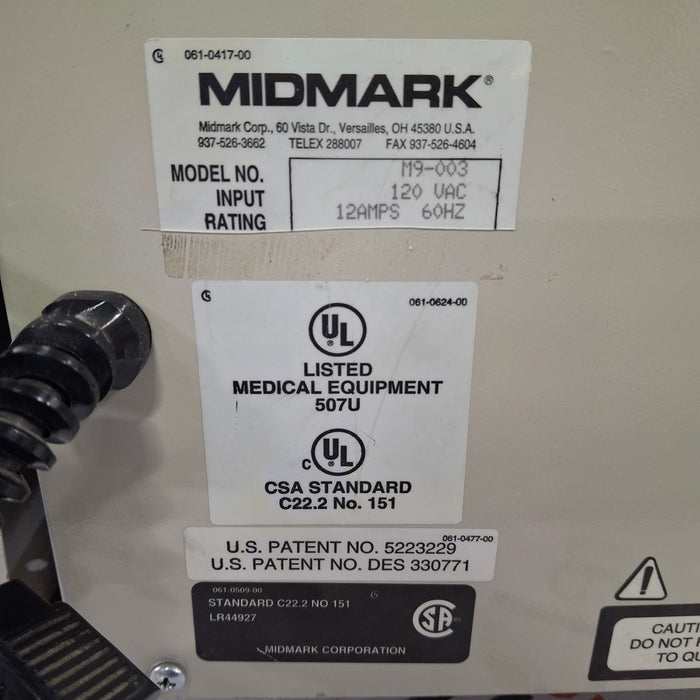 061-0417-00
MIDMARK®
Midmark Corp., 60 Vista Dr., Versailles, OH 45380 U.S.A.
937-526-3662 TELEX 288007 FAX 937-526-4604
MODEL NO. M9-003
INPUT 120 VAC
RATING 12AMPS 60HZ
061-0624-00
UL
®
LISTED
MEDICAL EQUIPMENT
507U
C UL
®
CSA STANDARD
C22.2 No. 151
061-0477-00
U.S. PATENT NO. 5223229
U.S. PATENT NO. DES 330771
061-0509-00
STANDARD C22.2 NO 151
LR44927
CSA
MIDMARK CORPORATION
!
CAUTI
DO NOT
TO QU